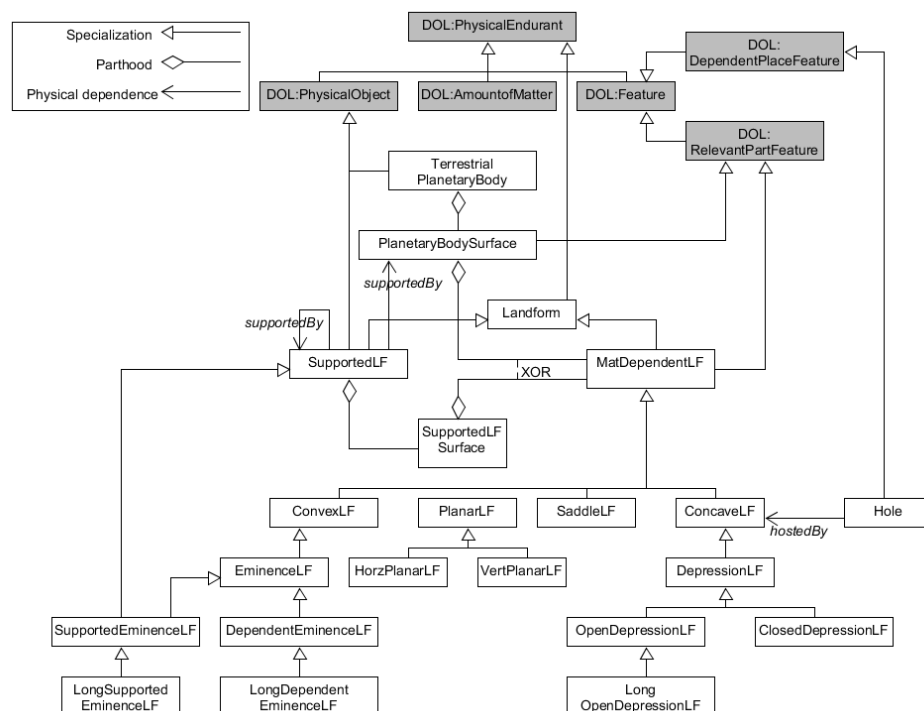 Specialization
Parthood
Physical dependence
DOL:PhysicalEndurant
DOL:
DependentPlaceFeature
DOL:PhysicalObject
DOL:AmountofMatter
DOL:Feature
DOL:
RelevantPartFeature
Terrestrial
PlanetaryBody
PlanetaryBodySurface
supportedBy
Landform
supportedBy
SupportedLF
XOR
MatDependentLF
SupportedLF
Surface
ConvexLF
PlanarLF
SaddleLF
ConcaveLF
hostedBy
Hole
EminenceLF
HorzPlanarLF
VertPlanarLF
DepressionLF
SupportedEminenceLF
DependentEminenceLF
OpenDepressionLF
ClosedDepressionLF
LongSupported
EminenceLF
LongDependent
EminenceLF
Long
OpenDepressionLF